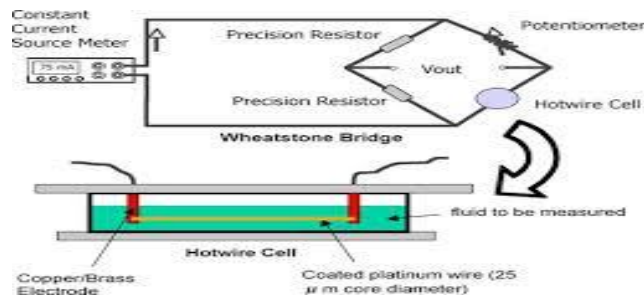 Constant
Current
Source Meter
75 mA
Precision Resistor
Potentiometer
Vout
Precision Resistor
Hotwire Cell
Wheatstone Bridge
fluid to be measured
Hotwire Cell
Copper/Brass
Electrode
Coated platinum wire (25
μ m core diameter)